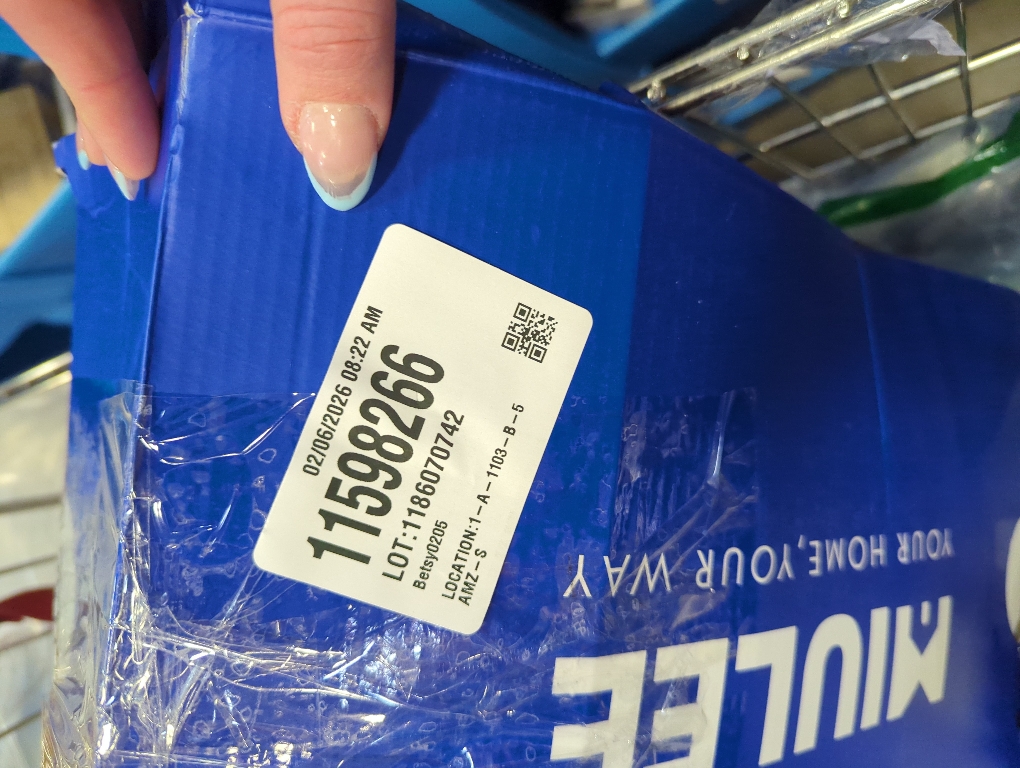 02/06/2026 08:22 AM
11598266
LOT:1186070742
Betsy0205
LOCATION:1-A-1103-B-5
AMZ-S
YOUR HOME,YOUR WAY
MIULEE